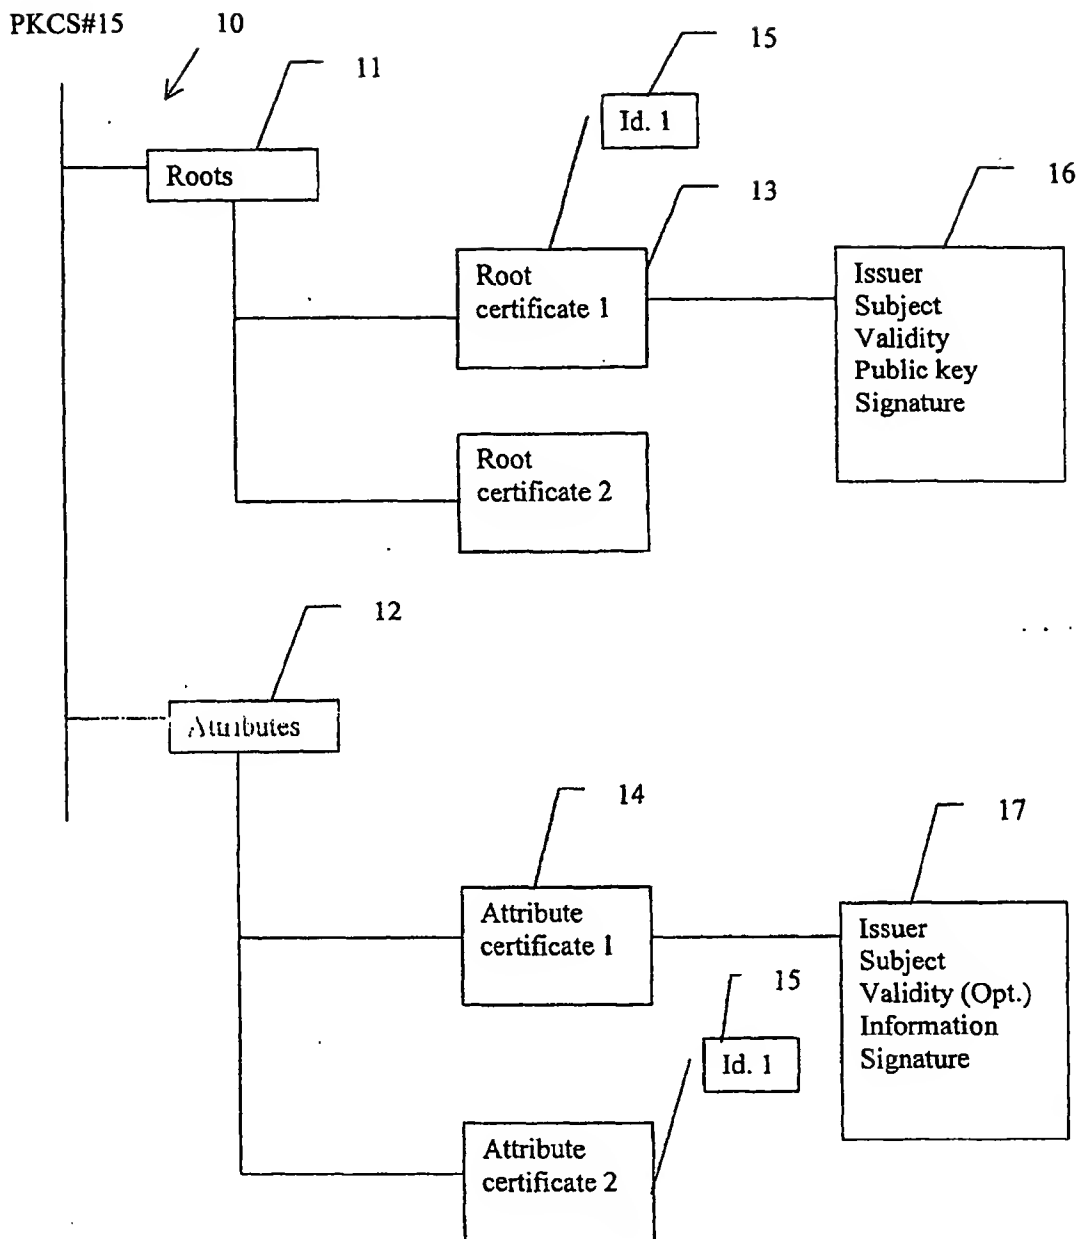 PKCS#15
10
11
15
Id. 1
Roots
13
16
Root
certificate 1
Issuer
Subject
Validity
Public key
Signature
Root
certificate 2
12
Attributes
14
17
Attribute
certificate 1
Issuer
Subject
Validity (Opt.)
Information
Signature
15
Id. 1
Attribute
certificate 2